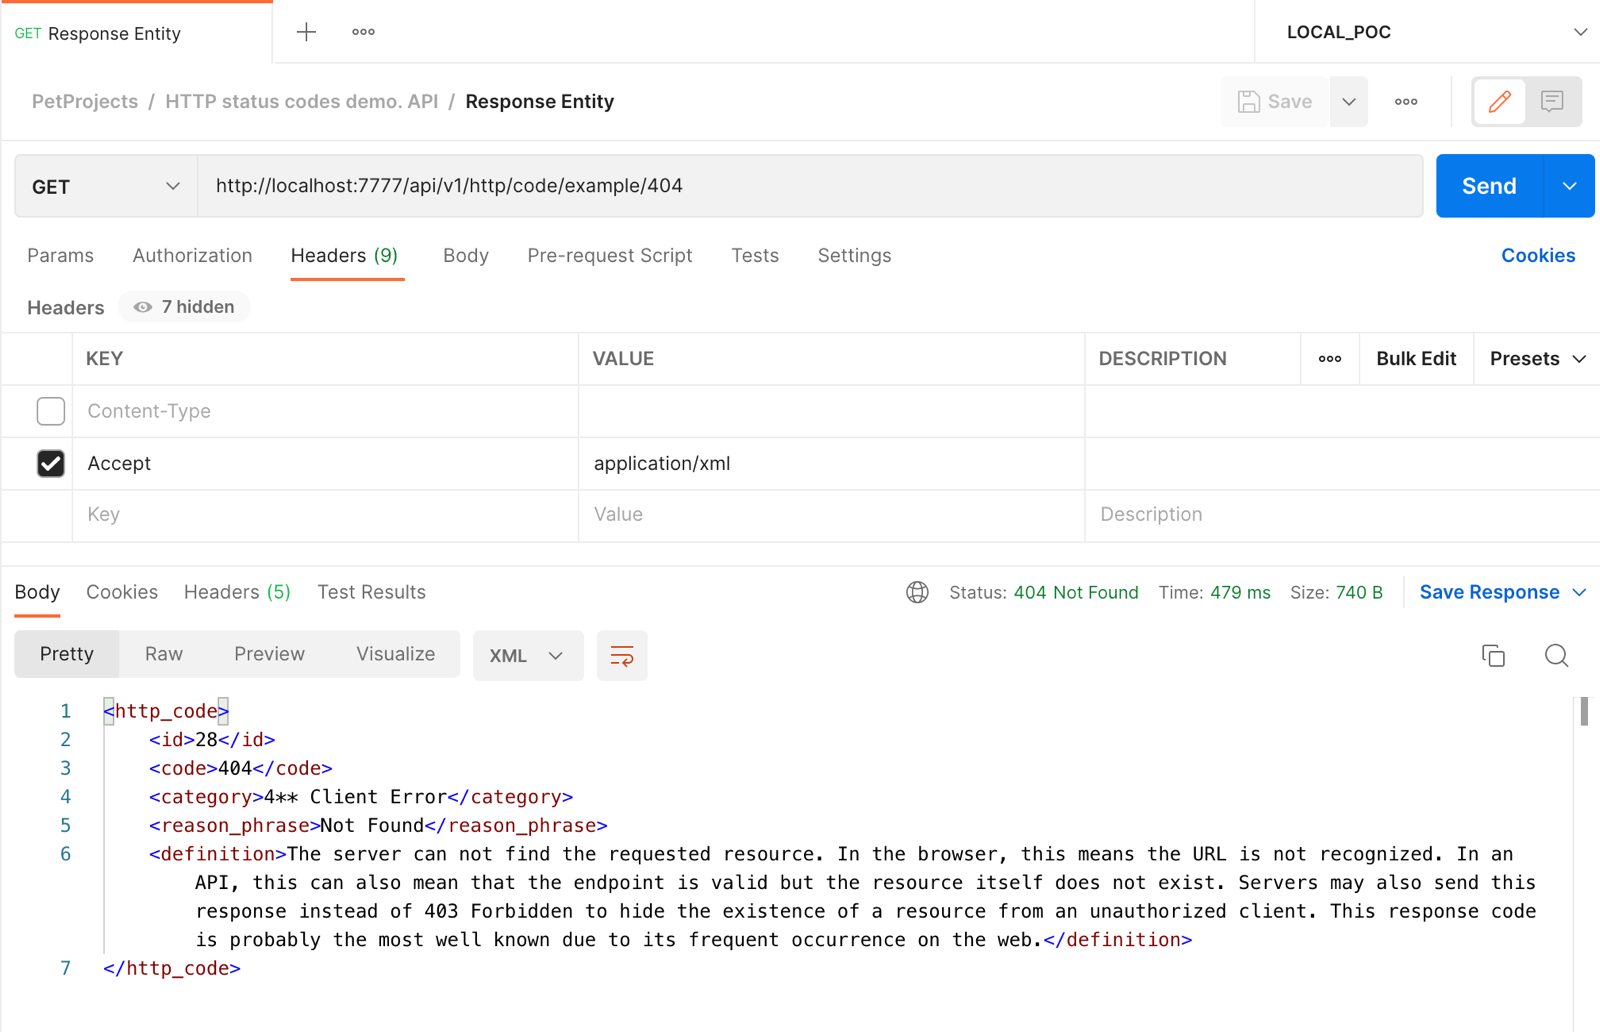 GET Response Entity
LOCAL_POC
PetProjects / HTTP status codes demo. API / Response Entity
Save
GET http://localhost:7777/api/v1/http/code/example/404 Send
Params Authorization Headers (9) Body Pre-request Script Tests Settings Cookies
Headers 7 hidden
KEY VALUE DESCRIPTION Bulk Edit Presets
Content-Type
Accept application/xml
Key Value Description
Body Cookies Headers (5) Test Results Status: 404 Not Found Time: 479 ms Size: 740 B Save Response
Pretty Raw Preview Visualize XML
1 <http_code>
2 <id>28</id>
3 <code>404</code>
4 <category>4** Client Error</category>
5 <reason_phrase>Not Found</reason_phrase>
6 <definition>The server can not find the requested resource. In the browser, this means the URL is not recognized. In an
API, this can also mean that the endpoint is valid but the resource itself does not exist. Servers may also send this
response instead of 403 Forbidden to hide the existence of a resource from an unauthorized client. This response code
is probably the most well known due to its frequent occurrence on the web.</definition>
7 </http_code>